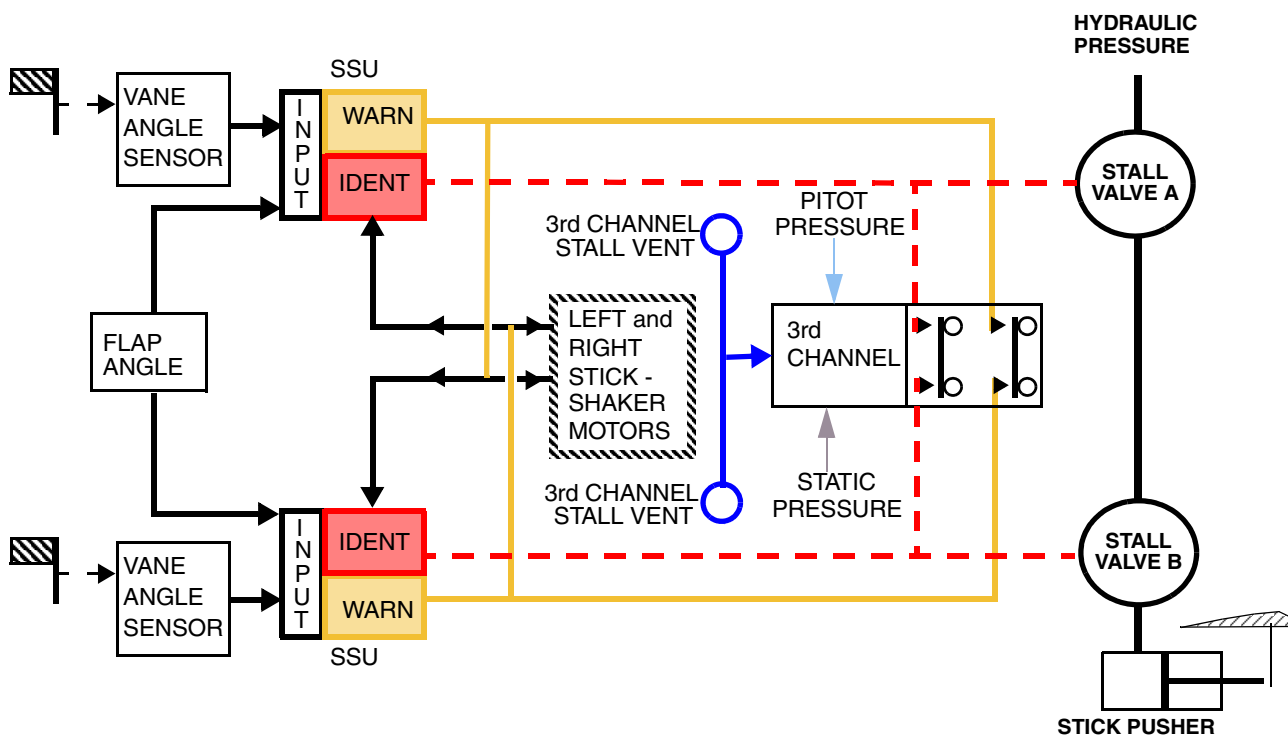 HYDRAULIC
PRESSURE
SSU
VANE
ANGLE
SENSOR
INPUT
WARN
IDENT
STALL
VALVE A
PITOT
PRESSURE
3rd CHANNEL
STALL VENT
FLAP
ANGLE
LEFT and
RIGHT
STICK -
SHAKER
MOTORS
3rd
CHANNEL
3rd CHANNEL
STALL VENT
STATIC
PRESSURE
VANE
ANGLE
SENSOR
INPUT
IDENT
WARN
SSU
STALL
VALVE B
STICK PUSHER